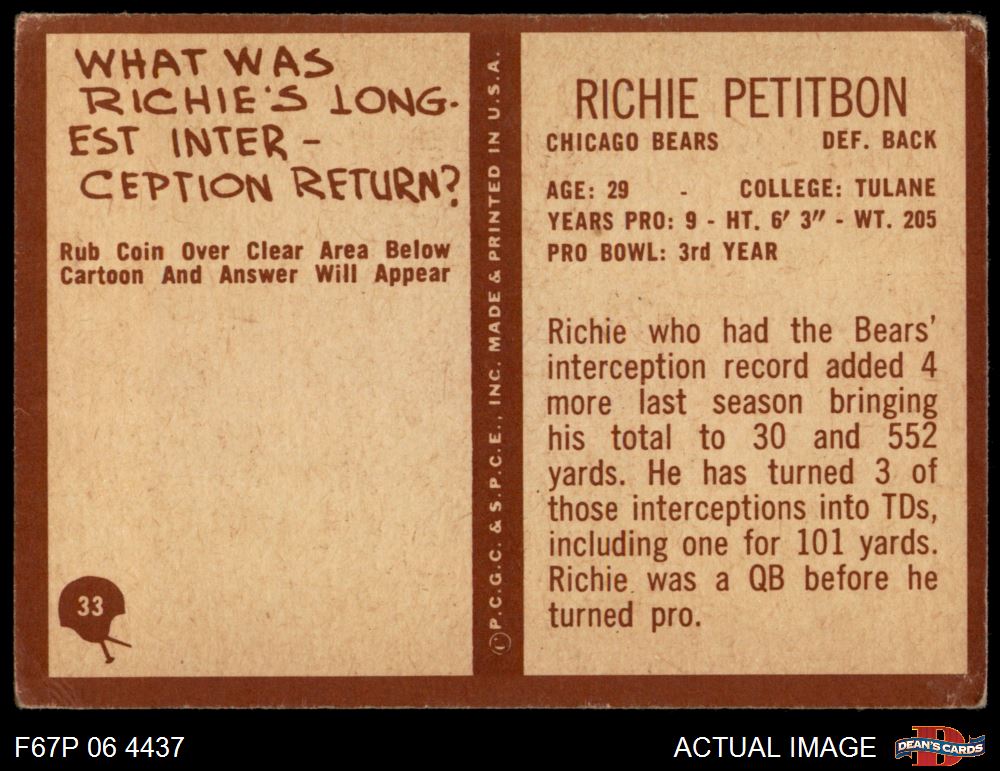 WHAT WAS
RICHIE'S LONG-
EST INTER -
CEPTION RETURN?
Rub Coin Over Clear Area Below
Cartoon And Answer Will Appear
33
© P.C.G.C. & S.P.C.E., INC. MADE & PRINTED IN U.S.A.
RICHIE PETITBON
CHICAGO BEARS DEF. BACK
AGE: 29 - COLLEGE: TULANE
YEARS PRO: 9 - HT. 6' 3" - WT. 205
PRO BOWL: 3rd YEAR
Richie who had the Bears'
interception record added 4
more last season bringing
his total to 30 and 552
yards. He has turned 3 of
those interceptions into TDs,
including one for 101 yards.
Richie was a QB before he
turned pro.
F67P 06 4437
ACTUAL IMAGE
DEAN'S CARDS